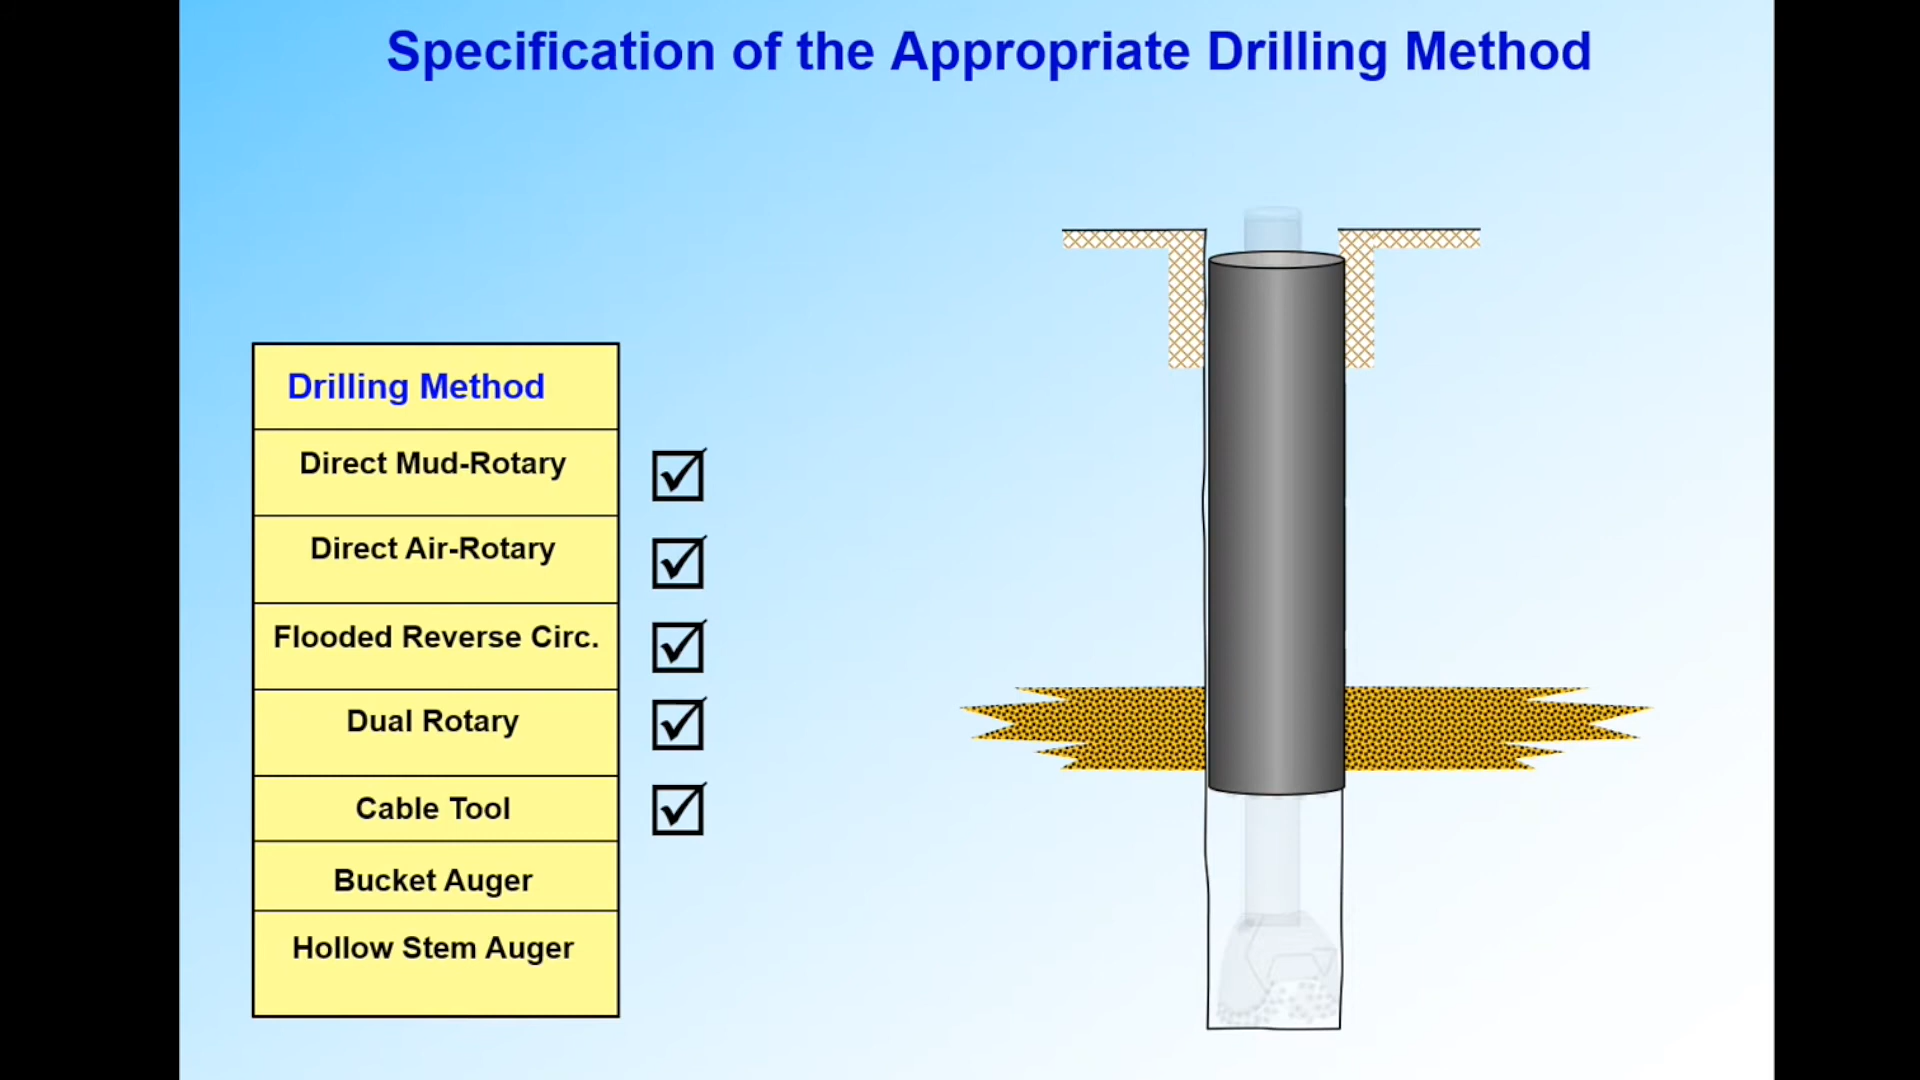 Specification of the Appropriate Drilling Method
Drilling Method
Direct Mud-Rotary
Direct Air-Rotary
Flooded Reverse Circ.
Dual Rotary
Cable Tool
Bucket Auger
Hollow Stem Auger